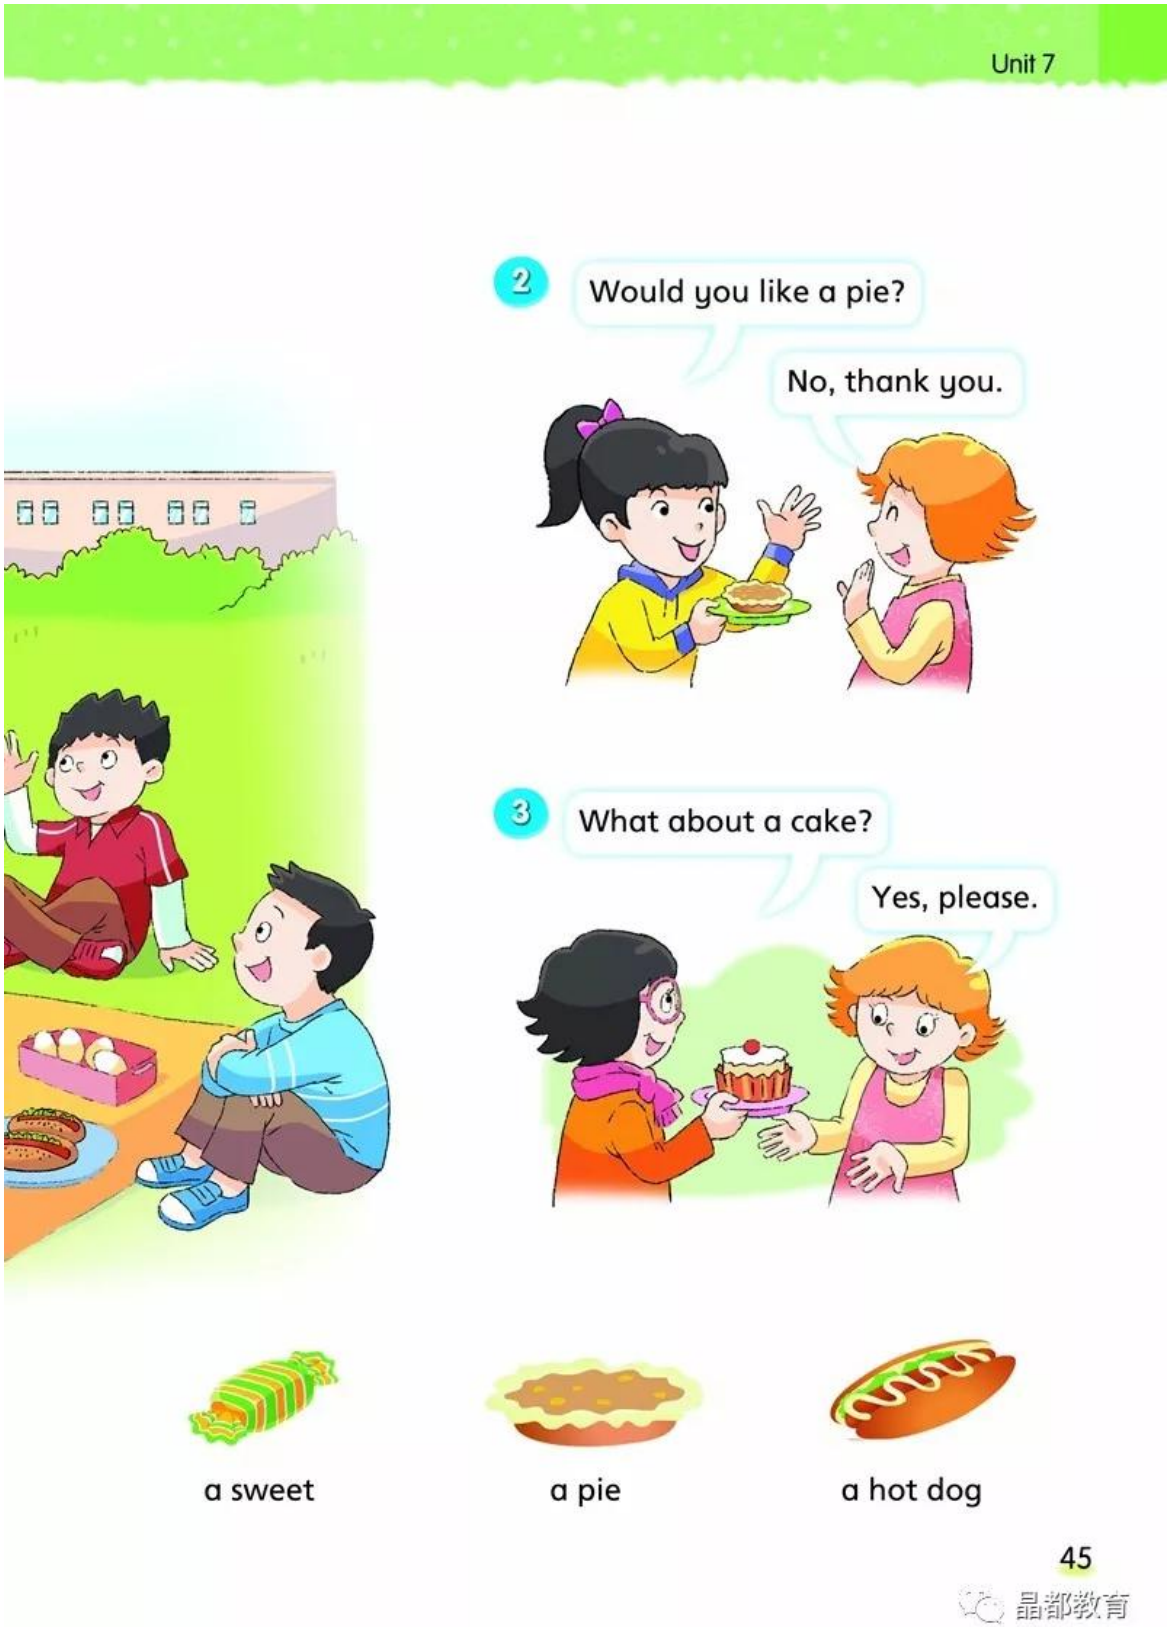 Unit 7
2
Would you like a pie?
No, thank you.
3
What about a cake?
Yes, please.
a sweet
a pie
a hot dog
45
晶都教育